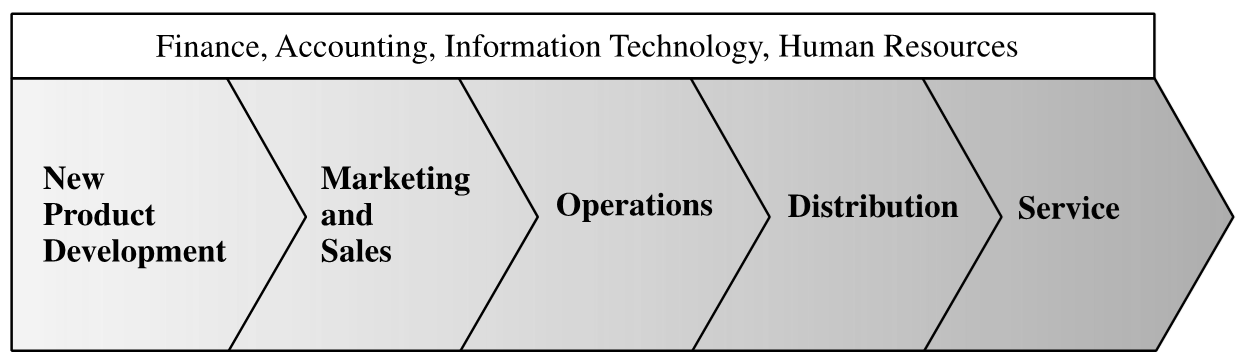 Finance, Accounting, Information Technology, Human Resources
New
Product
Development
Marketing
and
Sales
Operations
Distribution
Service